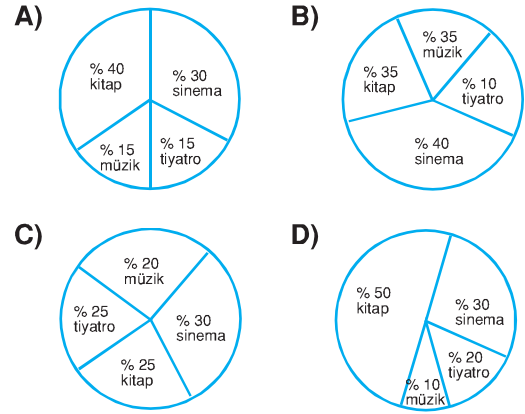 A)
% 40
kitap
% 30
sinema
% 15
müzik
% 15
tiyatro
B)
% 35
müzik
% 35
kitap
% 10
tiyatro
% 40
sinema
C)
% 20
müzik
% 25
tiyatro
% 30
sinema
% 25
kitap
D)
% 50
kitap
% 30
sinema
% 20
tiyatro
% 10
müzik